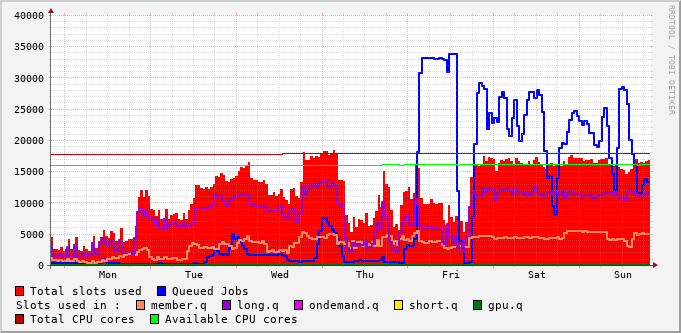 40000
35000
30000
25000
20000
15000
10000
5000
0
Mon Tue Wed Thu Fri Sat Sun
RRDTOOL / TOBI OETIKER
Total slots used Queued Jobs
Slots used in : member.q long.q ondemand.q short.q gpu.q
Total CPU cores Available CPU cores